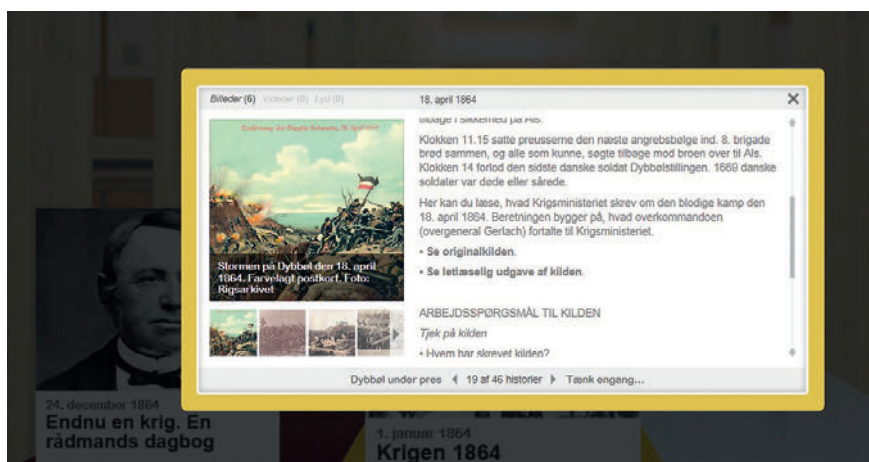 Billeder (6) Videoer (0) Lyd (0)
18. april 1864
tilbage i sikkerhed på Als.
Klokken 11.15 satte preusserne den næste angrebsbølge ind. 8. brigade
brød sammen, og alle som kunne, søgte tilbage mod broen over til Als.
Klokken 14 forlod den sidste danske soldat Dybbølstillingen. 1669 danske
soldater var døde eller sårede.
Her kan du læse, hvad Krigsministeriet skrev om den blodige kamp den
18. april 1864. Beretningen bygger på, hvad overkommandoen
(overgeneral Gerlach) fortalte til Krigsministeriet.
• Se originalkilden.
• Se letlæselig udgave af kilden.
ARBEJDSSPØRGSMÅL TIL KILDEN
Tjek på kilden
• Hvem har skrevet kilden?
Stormen på Dybbøl den 18. april
1864. Farvelagt postkort. Foto:
Rigsarkivet
Dybbøl under pres 19 af 46 historier Tænk engang...
24. december 1864
Endnu en krig. En
rådmands dagbog
1. januar 1864
Krigen 1864